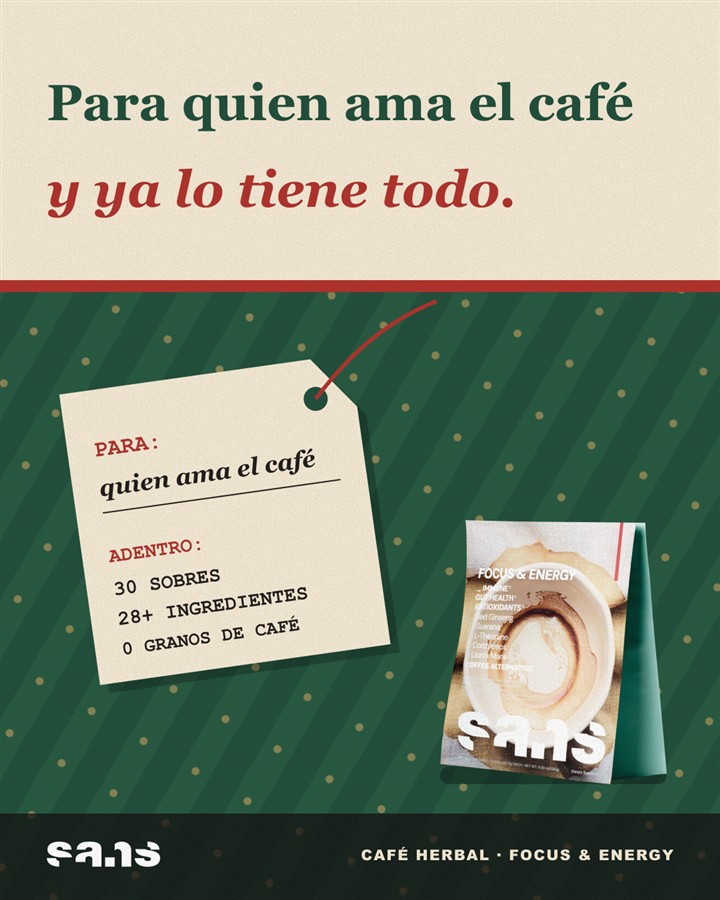 Para quien ama el café
y ya lo tiene todo.
PARA:
quien ama el café
ADENTRO:
30 SOBRES
28+ INGREDIENTES
0 GRANOS DE CAFÉ
FOCUS & ENERGY
IMMUNE*
GUT HEALTH*
ANTIOXIDANTS*
Red Ginseng
Guarana
L-Theanine
Cordyceps
Lion's Mane
COFFEE ALTERNATIVE
sans
sans
CAFÉ HERBAL · FOCUS & ENERGY